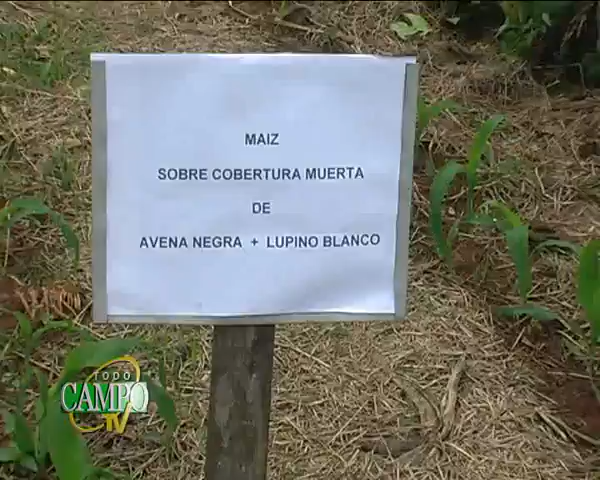 MAIZ
SOBRE COBERTURA MUERTA
DE
AVENA NEGRA + LUPINO BLANCO
TODO
CAMPO
TV